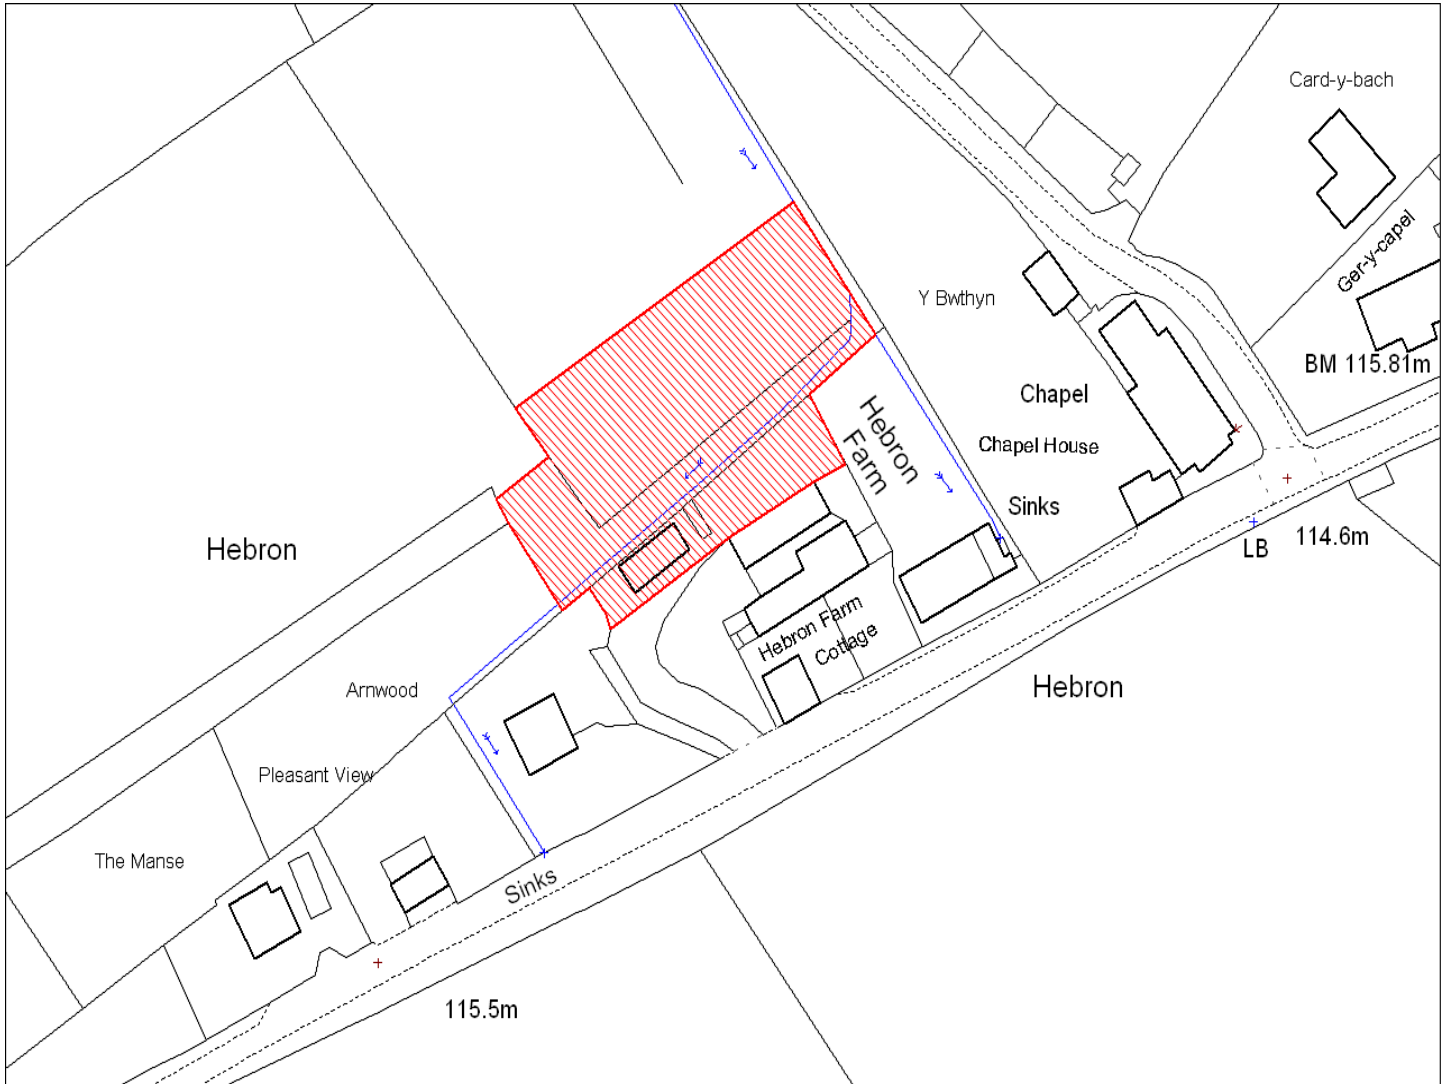 Card-y-bach
Ger-y-capel
Y Bwthyn
BM 115.81m
Chapel
Hebron
Farm
Chapel House
Sinks
114.6m
LB
Hebron
Hebron Farm
Cottage
Hebron
Arnwood
Pleasant View
The Manse
Sinks
115.5m